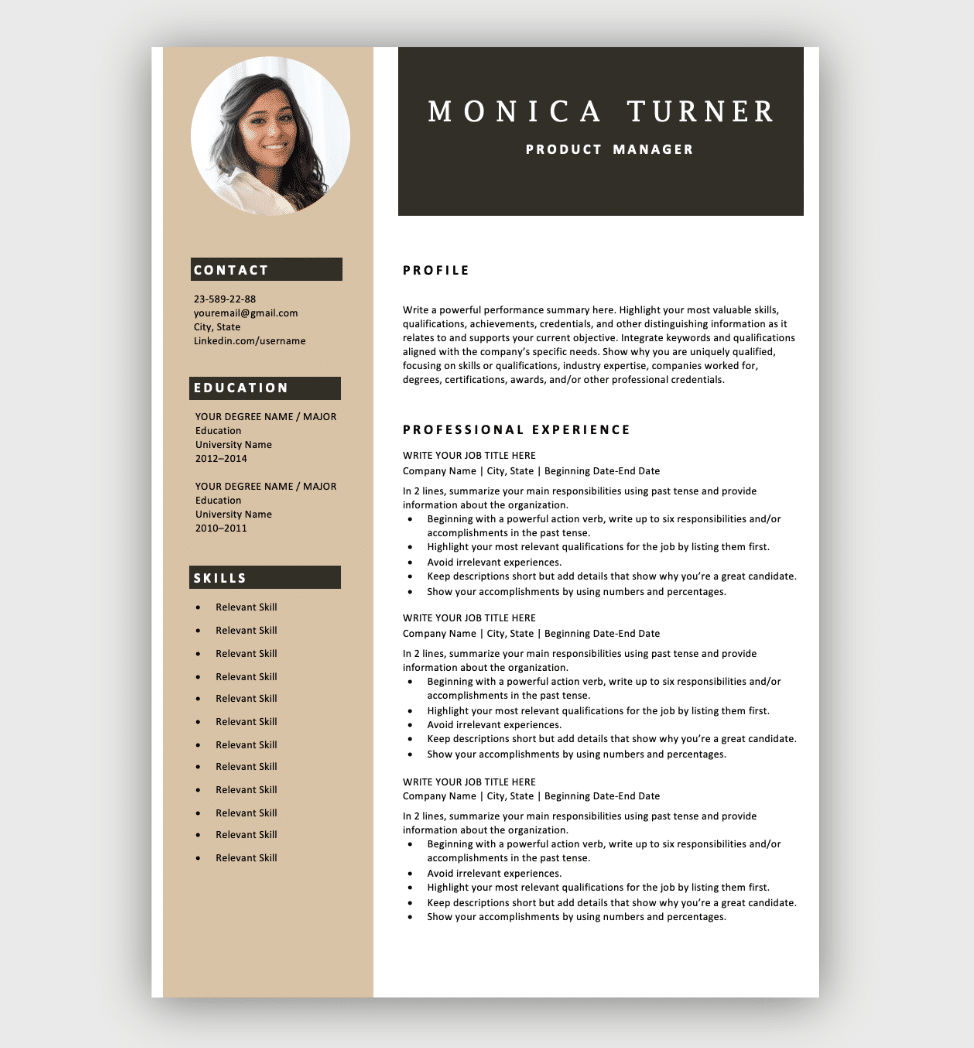 MONICA TURNER
PRODUCT MANAGER
CONTACT
23-589-22-88
youremail@gmail.com
City, State
Linkedin.com/username
EDUCATION
YOUR DEGREE NAME / MAJOR
Education
University Name
2012–2014
YOUR DEGREE NAME / MAJOR
Education
University Name
2010–2011
SKILLS
• Relevant Skill
• Relevant Skill
• Relevant Skill
• Relevant Skill
• Relevant Skill
• Relevant Skill
• Relevant Skill
• Relevant Skill
• Relevant Skill
• Relevant Skill
• Relevant Skill
• Relevant Skill
PROFILE
Write a powerful performance summary here. Highlight your most valuable skills,
qualifications, achievements, credentials, and other distinguishing information as it
relates to and supports your current objective. Integrate keywords and qualifications
aligned with the company’s specific needs. Show why you are uniquely qualified,
focusing on skills or qualifications, industry expertise, companies worked for,
degrees, certifications, awards, and/or other professional credentials.
PROFESSIONAL EXPERIENCE
WRITE YOUR JOB TITLE HERE
Company Name | City, State | Beginning Date-End Date
In 2 lines, summarize your main responsibilities using past tense and provide
information about the organization.
• Beginning with a powerful action verb, write up to six responsibilities and/or
accomplishments in the past tense.
• Highlight your most relevant qualifications for the job by listing them first.
• Avoid irrelevant experiences.
• Keep descriptions short but add details that show why you’re a great candidate.
• Show your accomplishments by using numbers and percentages.
WRITE YOUR JOB TITLE HERE
Company Name | City, State | Beginning Date-End Date
In 2 lines, summarize your main responsibilities using past tense and provide
information about the organization.
• Beginning with a powerful action verb, write up to six responsibilities and/or
accomplishments in the past tense.
• Highlight your most relevant qualifications for the job by listing them first.
• Avoid irrelevant experiences.
• Keep descriptions short but add details that show why you’re a great candidate.
• Show your accomplishments by using numbers and percentages.
WRITE YOUR JOB TITLE HERE
Company Name | City, State | Beginning Date-End Date
In 2 lines, summarize your main responsibilities using past tense and provide
information about the organization.
• Beginning with a powerful action verb, write up to six responsibilities and/or
accomplishments in the past tense.
• Avoid irrelevant experiences.
• Highlight your most relevant qualifications for the job by listing them first.
• Keep descriptions short but add details that show why you’re a great candidate.
• Show your accomplishments by using numbers and percentages.